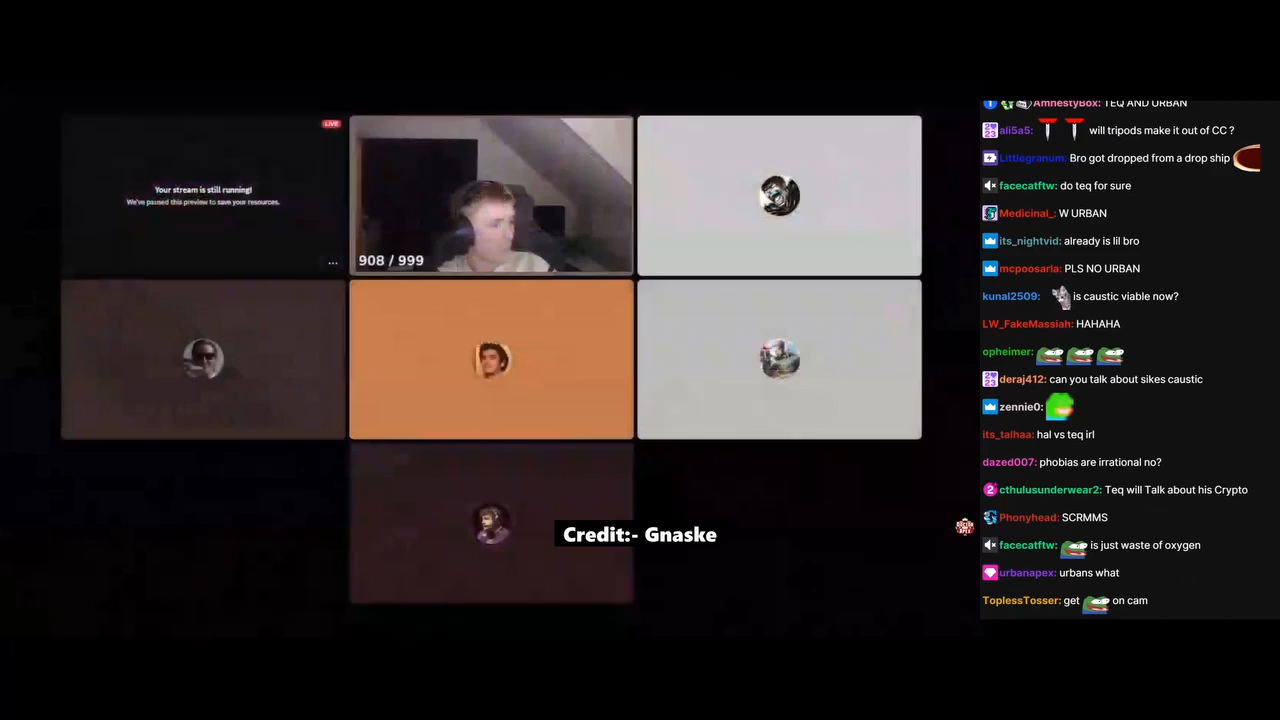 LIVE
Your stream is still running!
We've paused this preview to save your resources.
...
908 / 999
Credit:- Gnaske
AmnestyBox: TEQ AND URBAN
ali5a5: will tripods make it out of CC ?
Littlegranum: Bro got dropped from a drop ship
facecatftw: do teq for sure
Medicinal_: W URBAN
its_nightvid: already is lil bro
mcpoosarla: PLS NO URBAN
kunal2509: is caustic viable now?
LW_FakeMassiah: HAHAHA
opheimer:
deraj412: can you talk about sikes caustic
zennie0:
its_talhaa: hal vs teq irl
dazed007: phobias are irrational no?
cthulusunderwear2: Teq will Talk about his Crypto
Phonyhead: SCRMMS
facecatftw: is just waste of oxygen
urbanapex: urbans what
ToplessTosser: get on cam